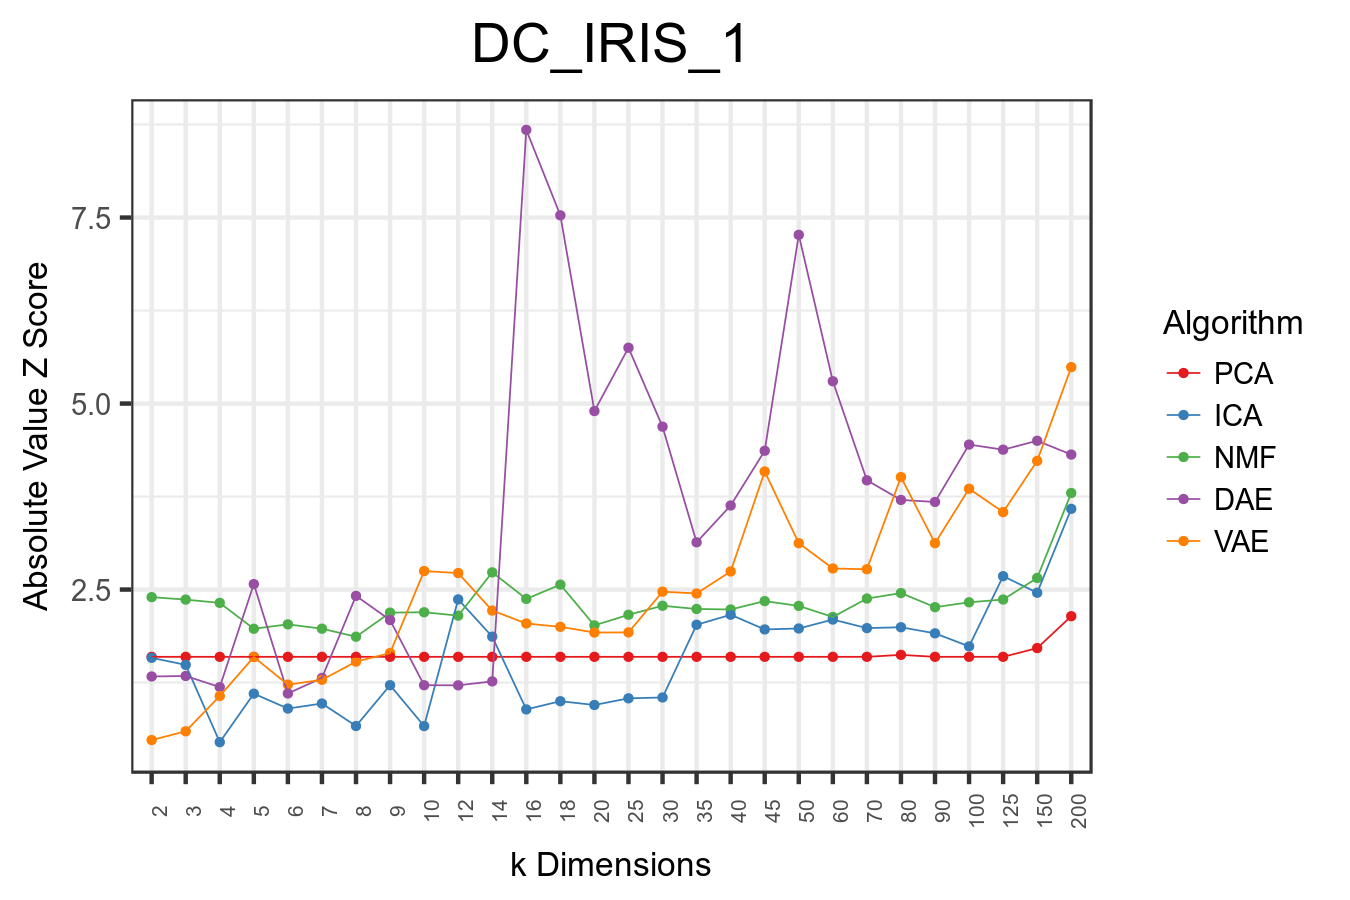 DC_IRIS_1
Absolute Value Z Score
7.5
5.0
2.5
2 3 4 5 6 7 8 9 10 12 14 16 18 20 25 30 35 40 45 50 60 70 80 90 100 125 150 200
k Dimensions
Algorithm
PCA
ICA
NMF
DAE
VAE